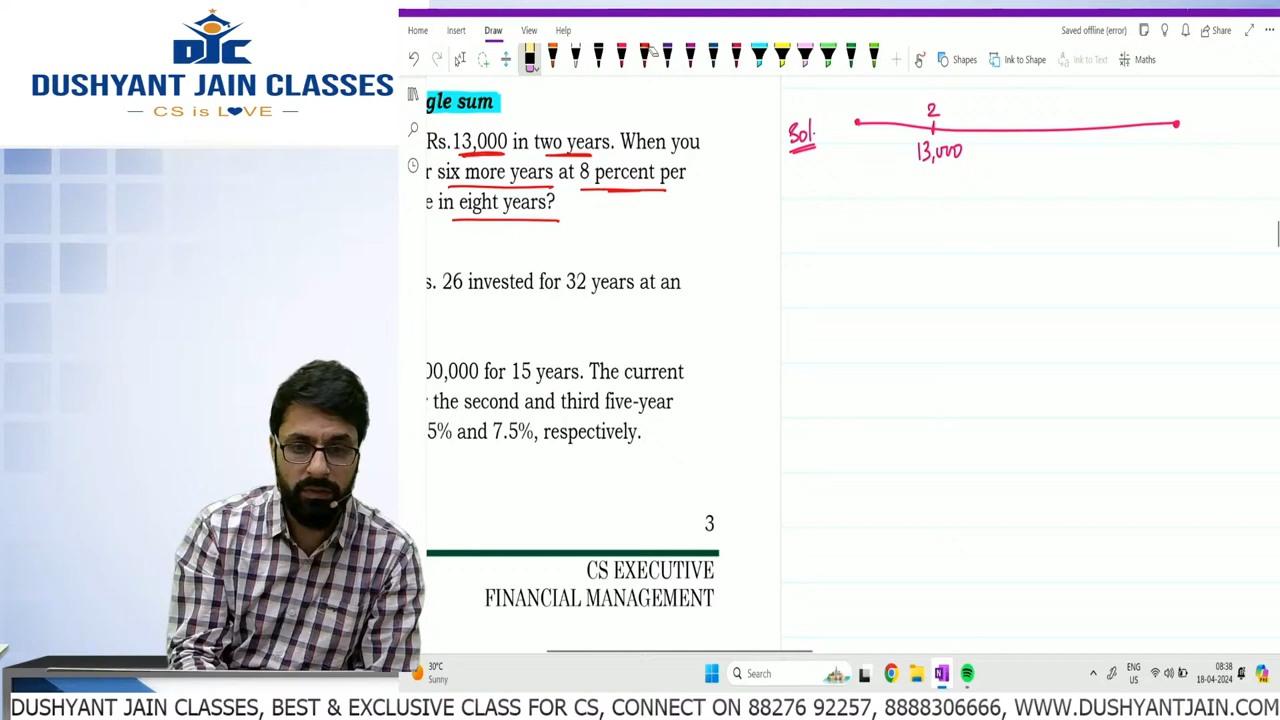 DJC
DUSHYANT JAIN CLASSES
CS is LOVE
Home Insert Draw View Help
Saved offline (error)
Share
Shapes
Ink to Shape
Ink to Text
Maths
gle sum
Rs.13,000 in two years. When you
r six more years at 8 percent per
e in eight years?
s. 26 invested for 32 years at an
00,000 for 15 years. The current
the second and third five-year
5% and 7.5%, respectively.
3
CS EXECUTIVE
FINANCIAL MANAGEMENT
Sol.
2
13,000
30°C
Sunny
Search
ENG
US
08:38
18-04-2024
DUSHYANT JAIN CLASSES, BEST & EXCLUSIVE CLASS FOR CS, CONNECT ON 88276 92257, 8888306666, WWW.DUSHYANTJAIN.COM